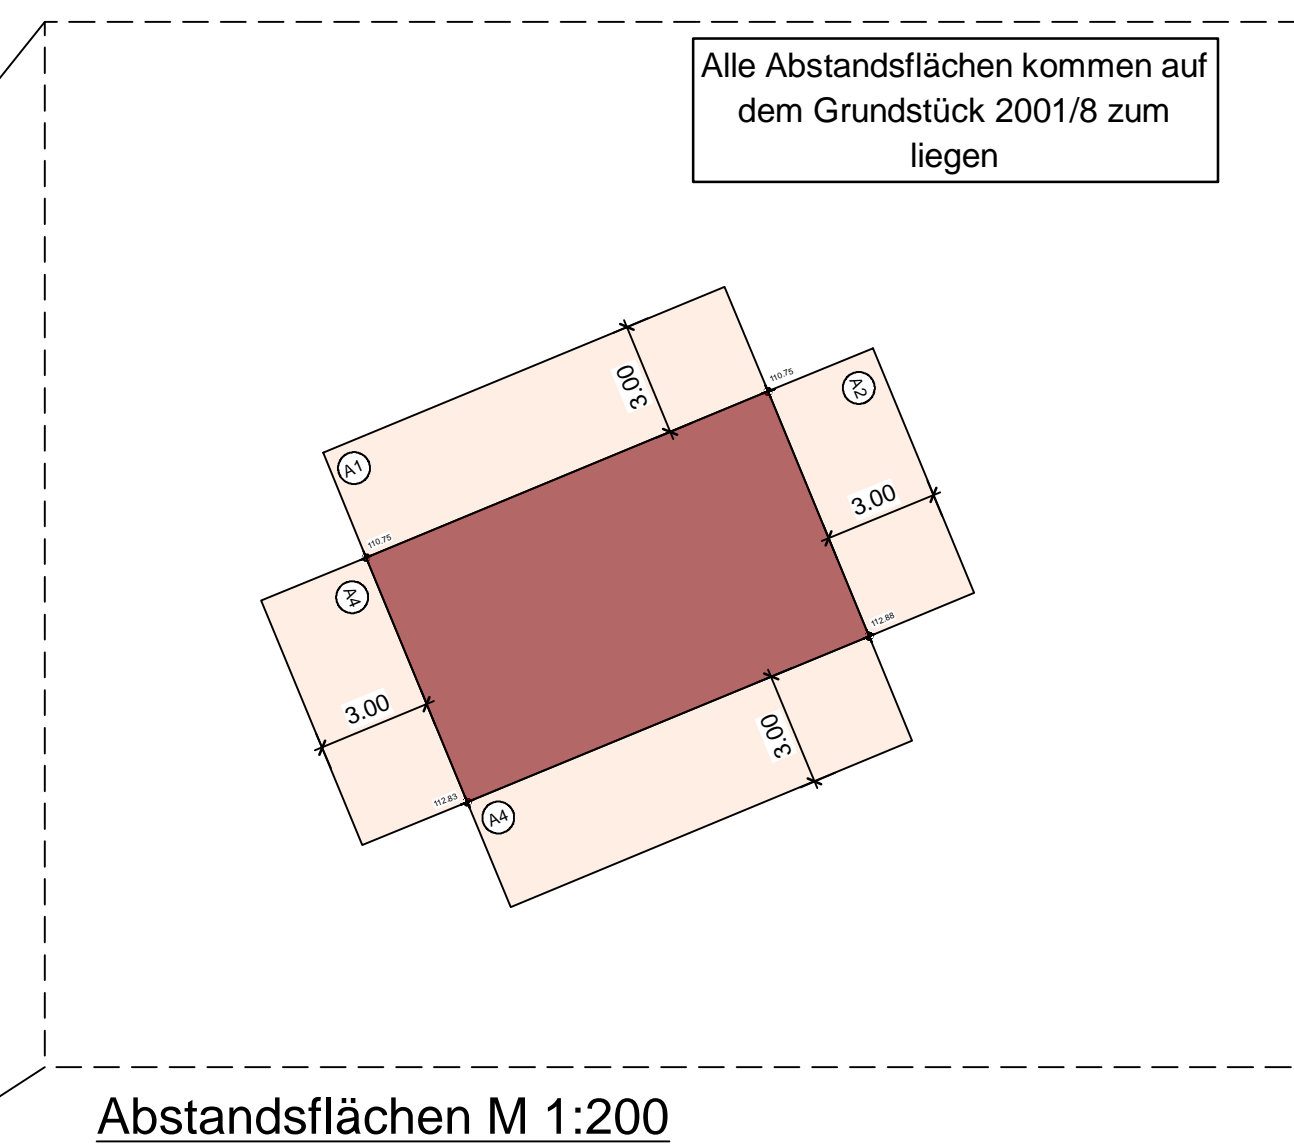 Alle Abstandsflächen kommen auf
dem Grundstück 2001/8 zum
liegen
3.00
110.75
A2
A1
3.00
110.75
A4
112.88
3.00
3.00
112.83
A4
Abstandsflächen M 1:200